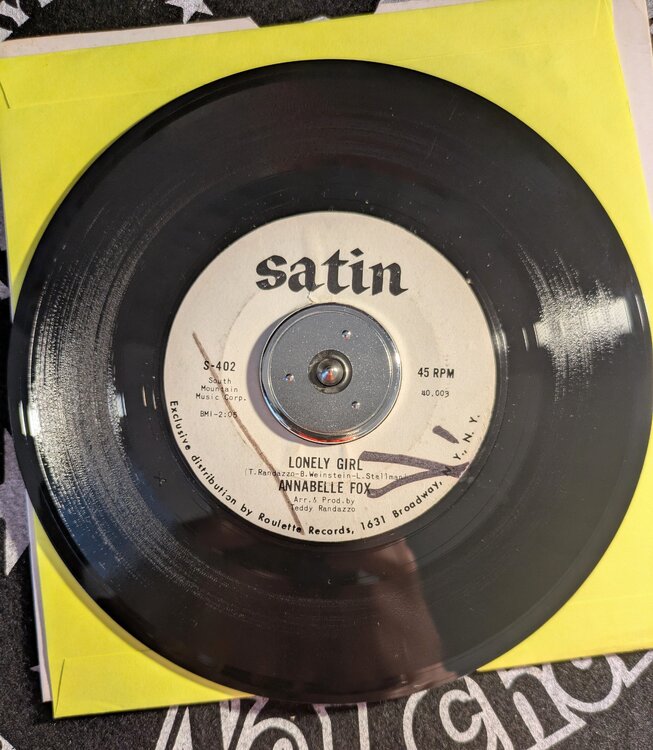 satin
S-402
South
Mountain
Music Corp.
BMI-2:05
45 RPM
40,003
LONELY GIRL
(T.Randazzo-B.Weinstein-L.Stallman)
ANNABELLE FOX
Arr.& Prod.by
Teddy Randazzo
Exclusive distribution by Roulette Records, 1631 Broadway, N. Y., N. Y.